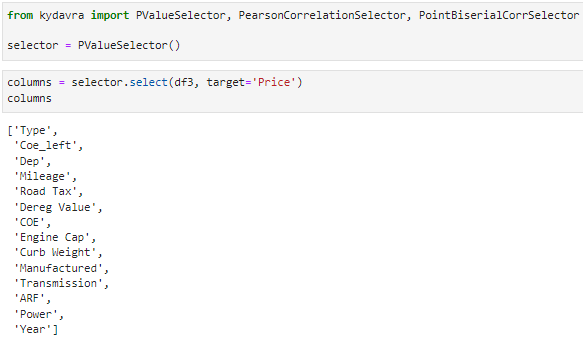 from kydavra import PValueSelector, PearsonCorrelationSelector, PointBiserialCorrSelector
selector = PValueSelector()
columns = selector.select(df3, target='Price')
columns
['Type',
'Coe_left',
'Dep',
'Mileage',
'Road Tax',
'Dereg Value',
'COE',
'Engine Cap',
'Curb Weight',
'Manufactured',
'Transmission',
'ARF',
'Power',
'Year']